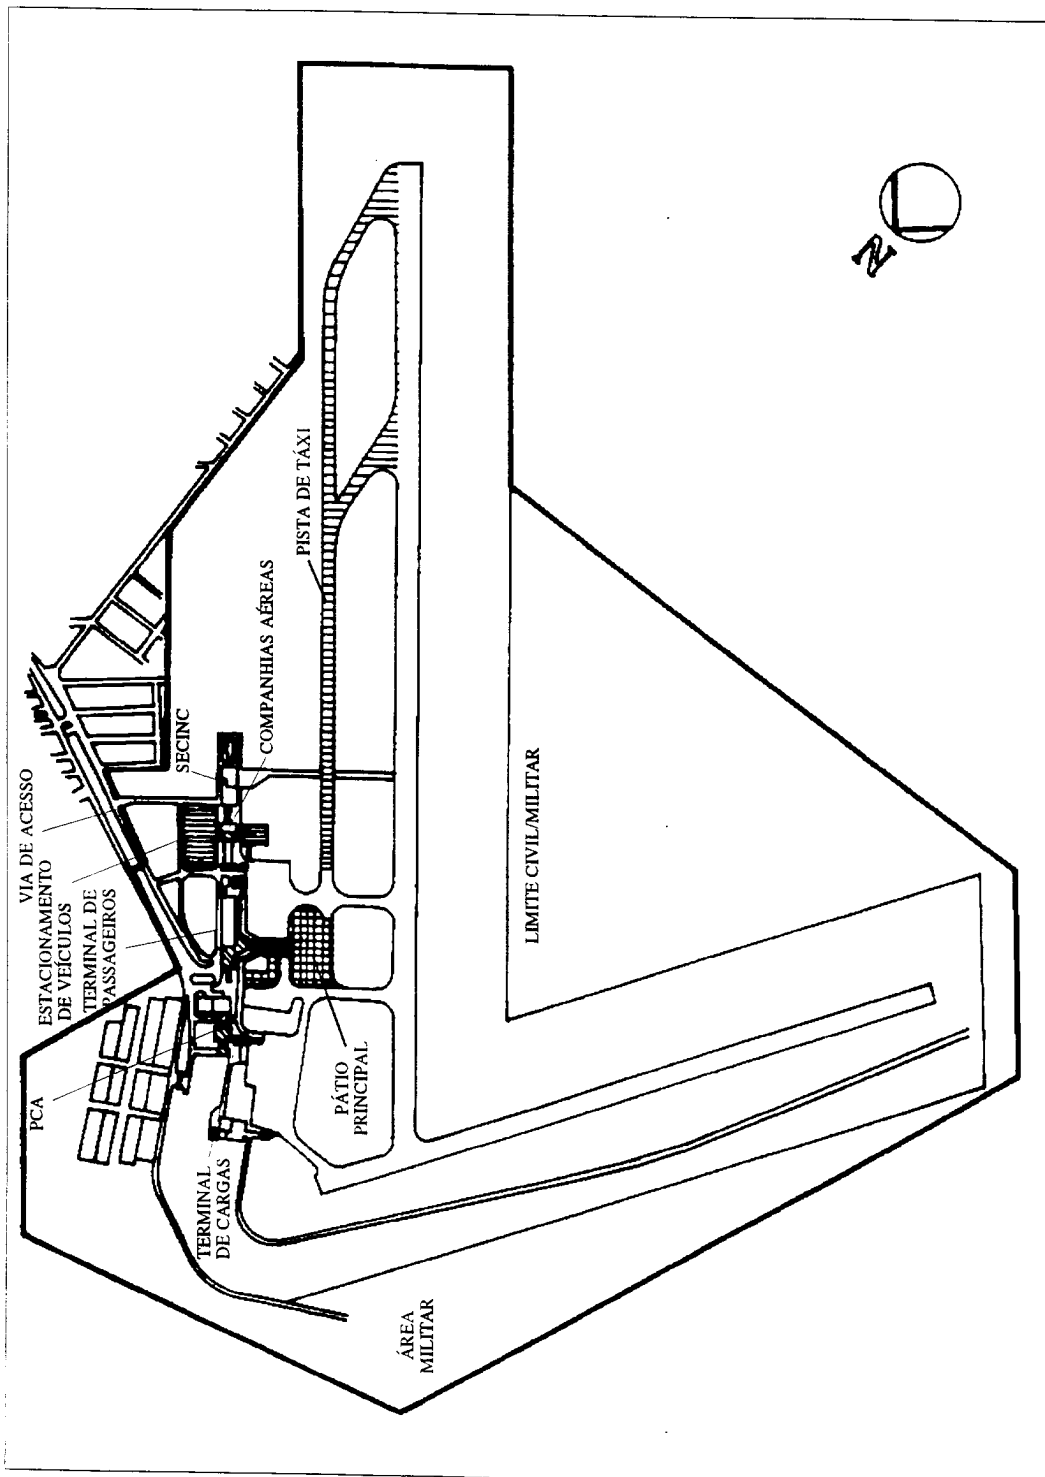 PCA
VIA DE ACESSO
ESTACIONAMENTO
DE VEÍCULOS
TERMINAL DE
PASSAGEIROS
SECINC
COMPANHIAS AÉREAS
PISTA DE TÁXI
TERMINAL
DE CARGAS
PÁTIO
PRINCIPAL
ÁREA
MILITAR
LIMITE CIVIL/MILITAR
N